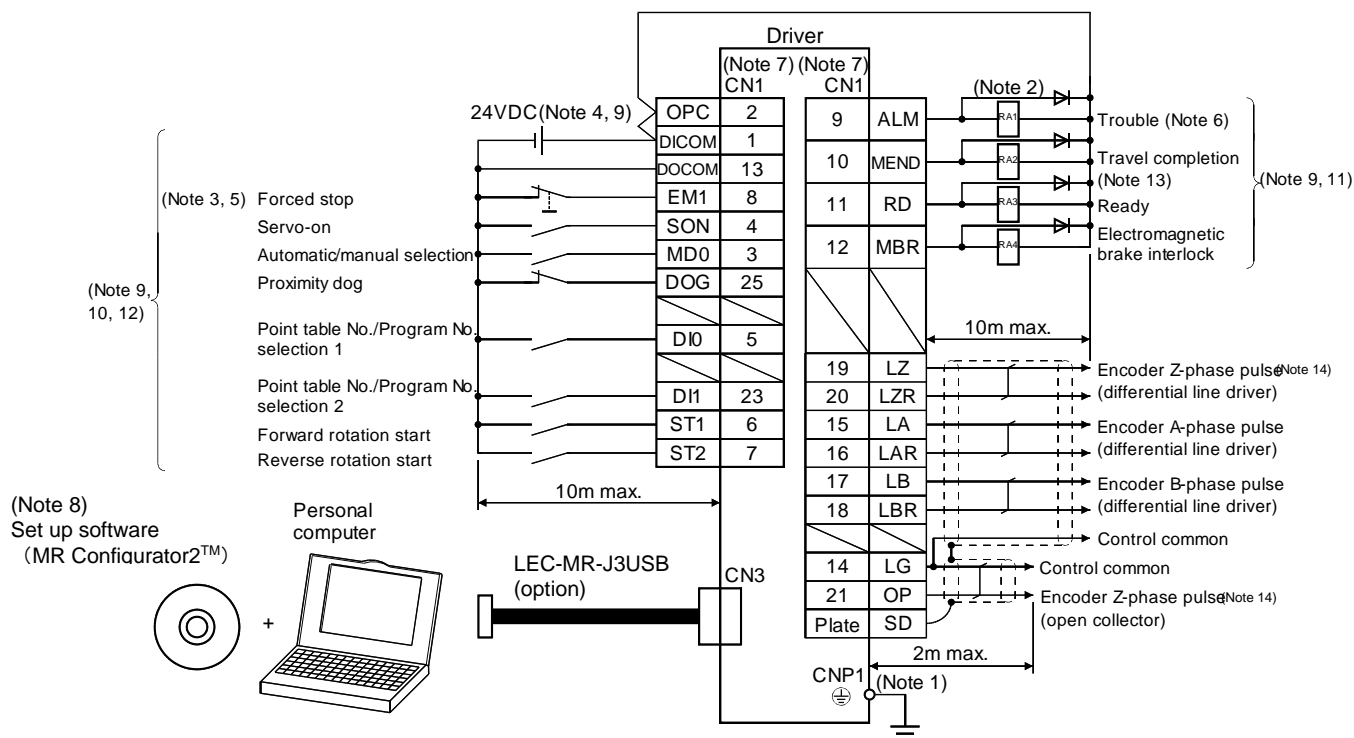 Driver
(Note 7) (Note 7)
CN1 CN1
24VDC(Note 4, 9)
OPC 2
DICOM 1
DOCOM 13
(Note 3, 5) Forced stop EM1 8
Servo-on SON 4
Automatic/manual selection MD0 3
Proximity dog DOG 25
(Note 9,
10, 12)
Point table No./Program No.
selection 1 DI0 5
Point table No./Program No.
selection 2 DI1 23
Forward rotation start ST1 6
Reverse rotation start ST2 7
10m max.
(Note 2)
9 ALM RA1 Trouble (Note 6)
10 MEND RA2 Travel completion
(Note 13)
11 RD RA3 Ready
12 MBR RA4 Electromagnetic
brake interlock
(Note 9, 11)
10m max.
19 LZ Encoder Z-phase pulse(Note 14)
20 LZR (differential line driver)
15 LA Encoder A-phase pulse
16 LAR (differential line driver)
17 LB Encoder B-phase pulse
18 LBR (differential line driver)
Control common
14 LG Control common
21 OP Encoder Z-phase pulse(Note 14)
(open collector)
Plate SD
2m max.
CNP1 (Note 1)
(Note 8)
Set up software
(MR Configurator2TM)
+
Personal
computer
LEC-MR-J3USB
(option)
CN3